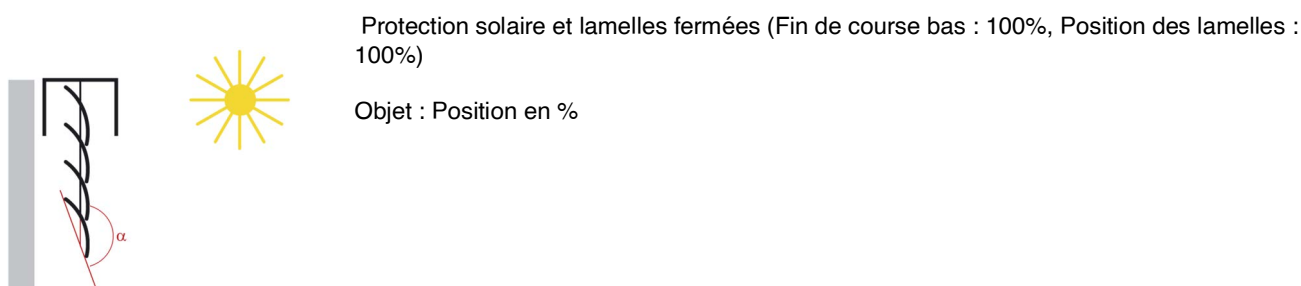 Protection solaire et lamelles fermées (Fin de course bas : 100%, Position des lamelles :
100%)
Objet : Position en %
α